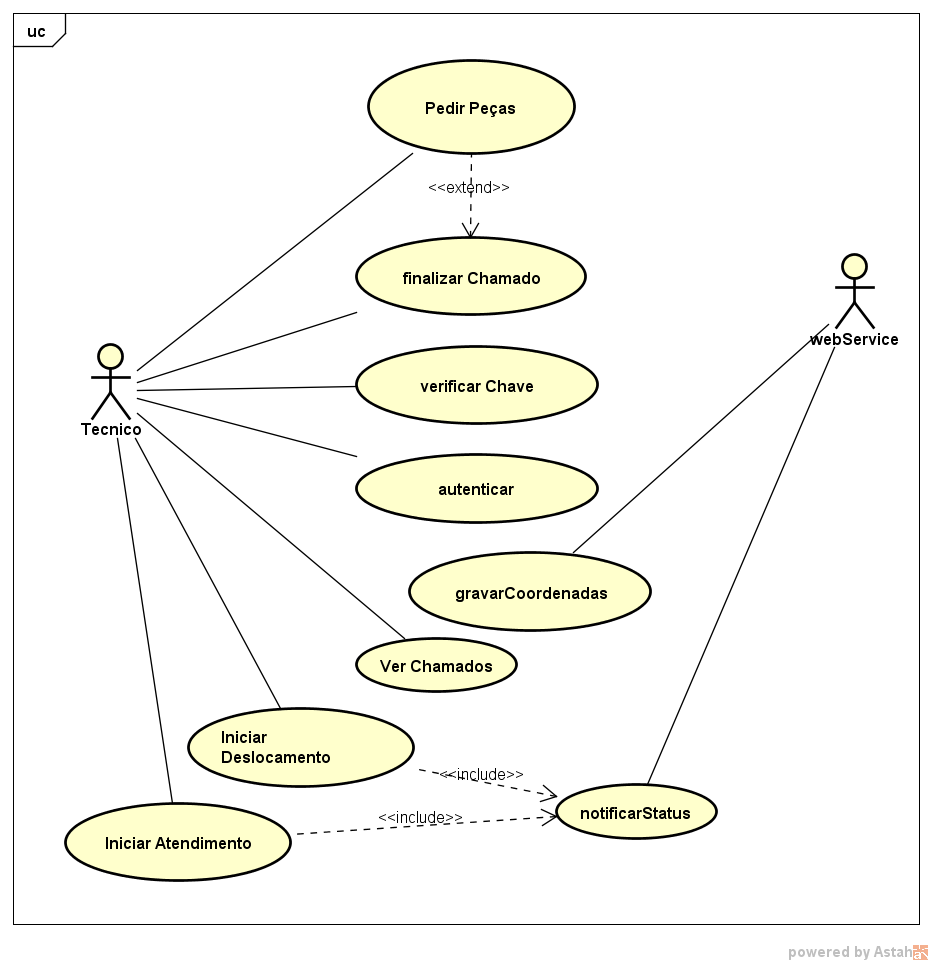 uc
Pedir Peças
<<extend>>
finalizar Chamado
webService
verificar Chave
Tecnico
autenticar
gravarCoordenadas
Ver Chamados
Iniciar
Deslocamento
<<include>>
notificarStatus
<<include>>
Iniciar Atendimento
powered by Astah